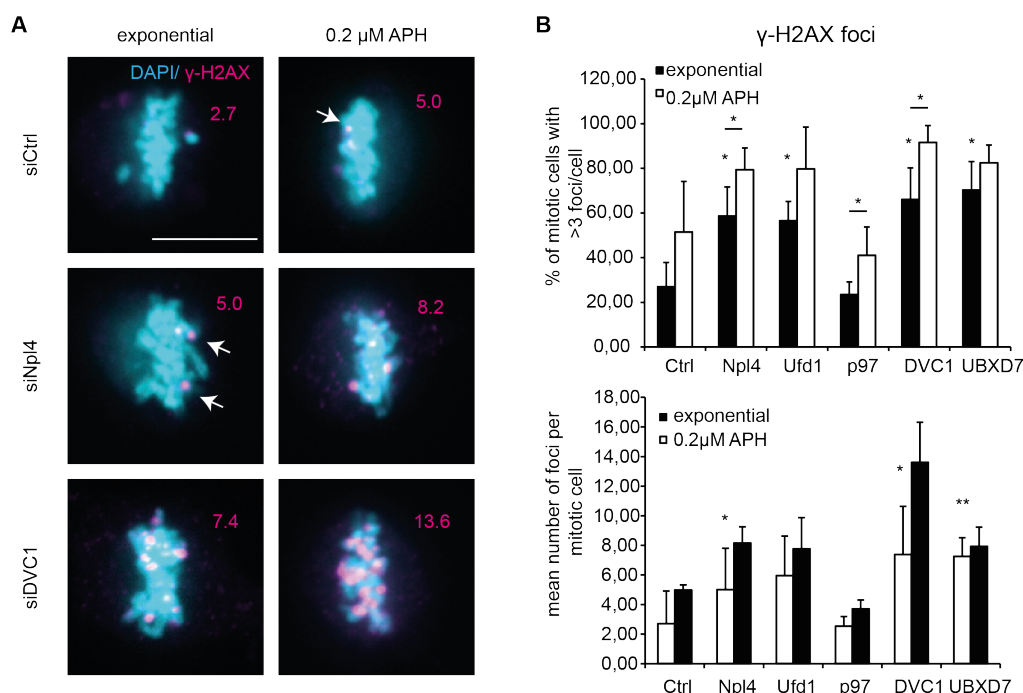 A
exponential
0.2 µM APH
siCtrl
DAPI/ γ-H2AX
2.7
5.0
siNpl4
5.0
8.2
siDVC1
7.4
13.6
B
γ-H2AX foci
% of mitotic cells with
>3 foci/cell
120,00
100,00
80,00
60,00
40,00
20,00
0,00
exponential
0.2µM APH
*
*
*
*
*
*
*
Ctrl Npl4 Ufd1 p97 DVC1 UBXD7
mean number of foci per
mitotic cell
18,00
16,00
14,00
12,00
10,00
8,00
6,00
4,00
2,00
0,00
exponential
0.2µM APH
*
*
**
Ctrl Npl4 Ufd1 p97 DVC1 UBXD7